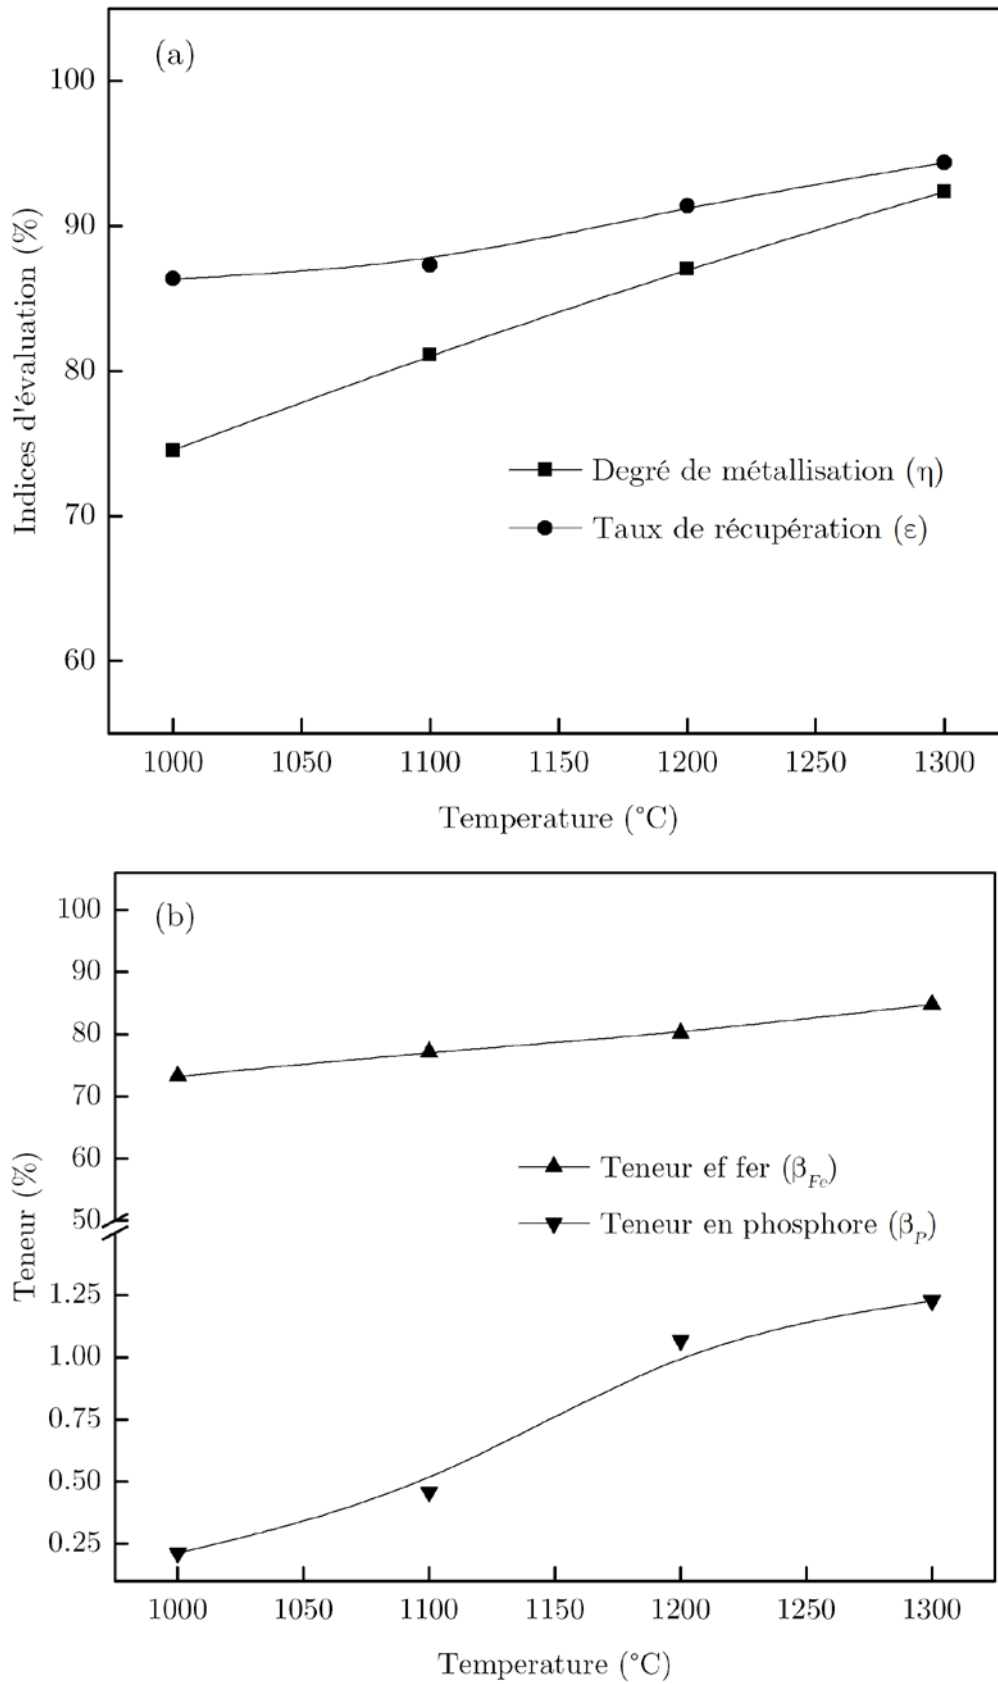 (a)
100
90
80
70
60
Indices d'évaluation (%)
Degré de métallisation (η)
Taux de récupération (ε)
1000 1050 1100 1150 1200 1250 1300
Temperature (°C)
(b)
100
90
80
70
60
50
1.25
1.00
0.75
0.50
0.25
Teneur (%)
Teneur ef fer (β_Fe)
Teneur en phosphore (β_P)
1000 1050 1100 1150 1200 1250 1300
Temperature (°C)